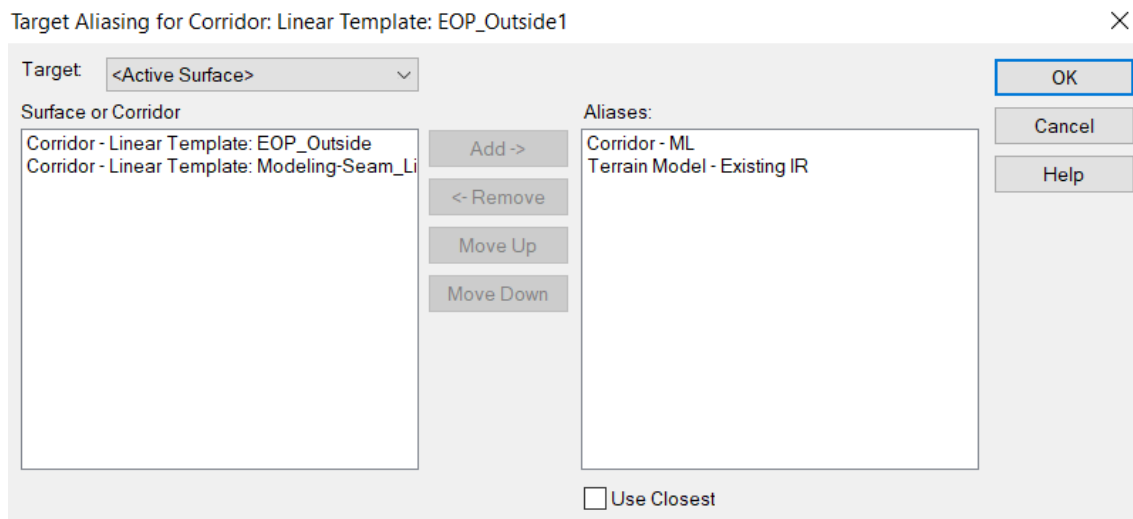 Target Aliasing for Corridor: Linear Template: EOP_Outside1
Target:
<Active Surface>
OK
Surface or Corridor
Aliases:
Cancel
Corridor - Linear Template: EOP_Outside
Corridor - Linear Template: Modeling-Seam_Li
Add ->
Corridor - ML
Terrain Model - Existing IR
Help
<- Remove
Move Up
Move Down
Use Closest